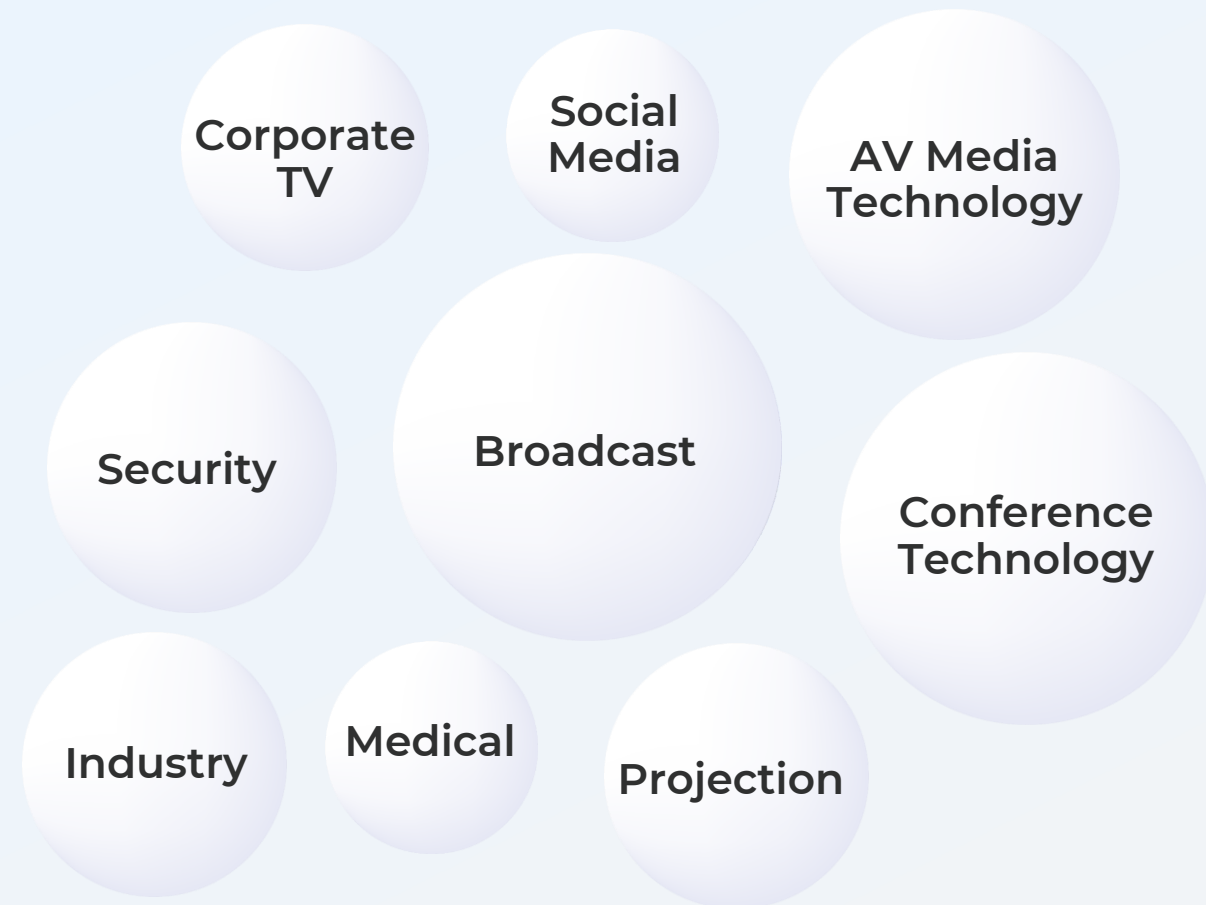 Corporate
TV
Social
Media
AV Media
Technology
Security
Broadcast
Conference
Technology
Industry
Medical
Projection